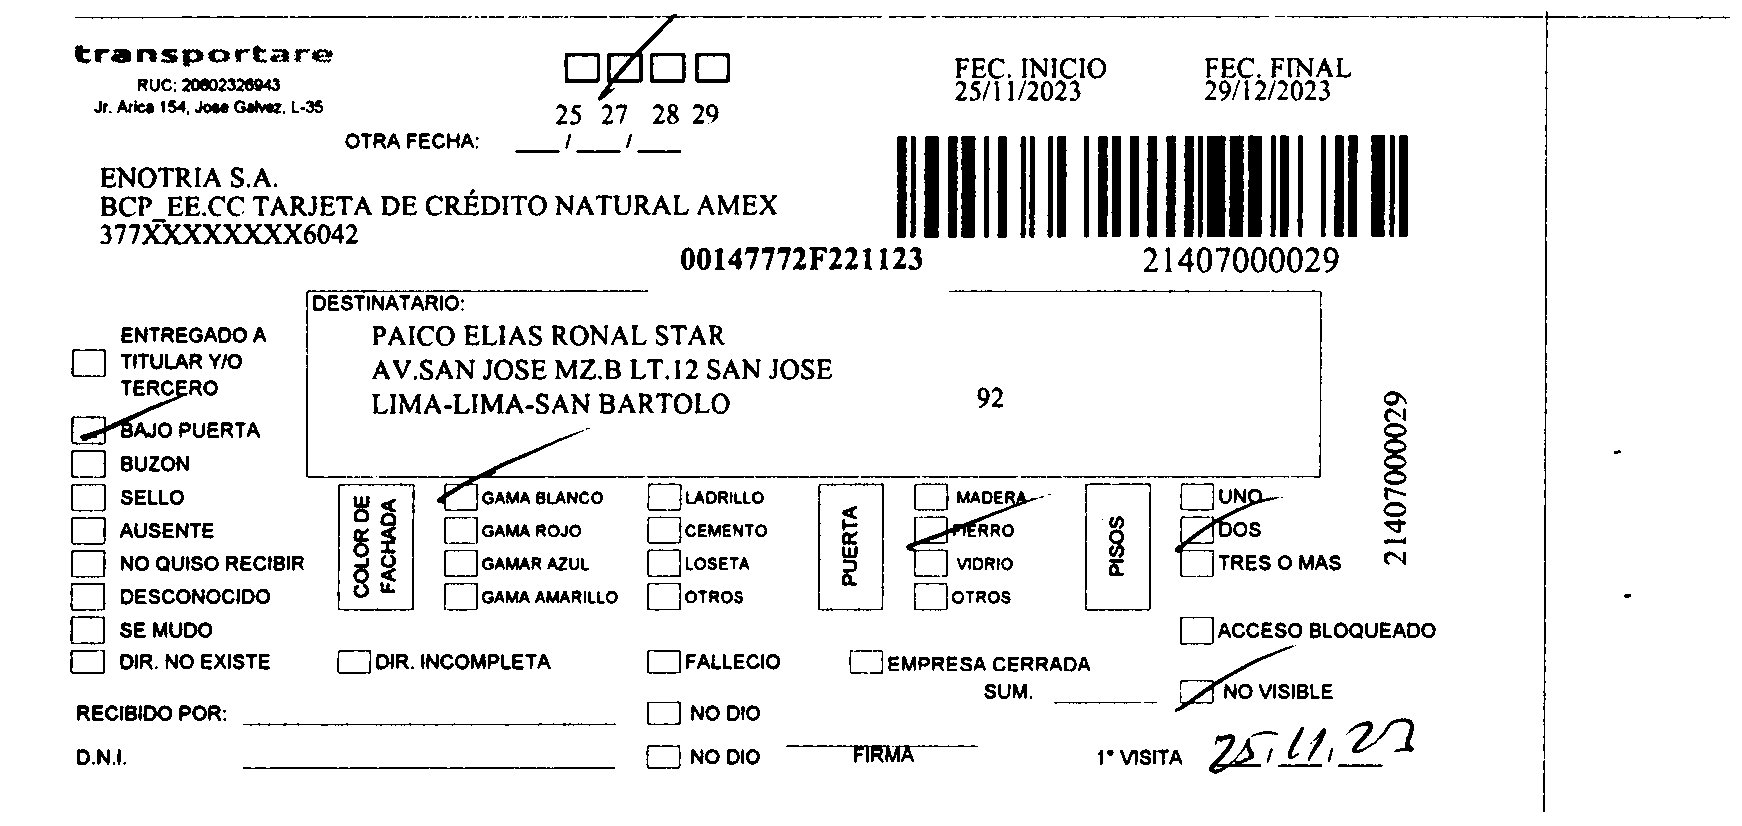 transportare
RUC: 20602326943
Jr. Arica 154, Jose Galvez, L-35
25 27 28 29
OTRA FECHA: ___/___/___
FEC. INICIO
25/11/2023
FEC. FINAL
29/12/2023
ENOTRIA S.A.
BCP_EE.CC TARJETA DE CRÉDITO NATURAL AMEX
377XXXXXXXX6042
00147772F221123
21407000029
DESTINATARIO:
PAICO ELIAS RONAL STAR
AV.SAN JOSE MZ.B LT.12 SAN JOSE
LIMA-LIMA-SAN BARTOLO 92
21407000029
ENTREGADO A
TITULAR Y/O
TERCERO
BAJO PUERTA
BUZON
SELLO
AUSENTE
NO QUISO RECIBIR
DESCONOCIDO
SE MUDO
DIR. NO EXISTE
COLOR DE
FACHADA
GAMA BLANCO
GAMA ROJO
GAMAR AZUL
GAMA AMARILLO
LADRILLO
CEMENTO
LOSETA
OTROS
PUERTA
MADERA
FIERRO
VIDRIO
OTROS
PISOS
UNO
DOS
TRES O MAS
ACCESO BLOQUEADO
DIR. INCOMPLETA
FALLECIO
EMPRESA CERRADA
SUM. ______
NO VISIBLE
RECIBIDO POR: ______
NO DIO
D.N.I. ______
NO DIO
FIRMA
1° VISITA 25/11/23